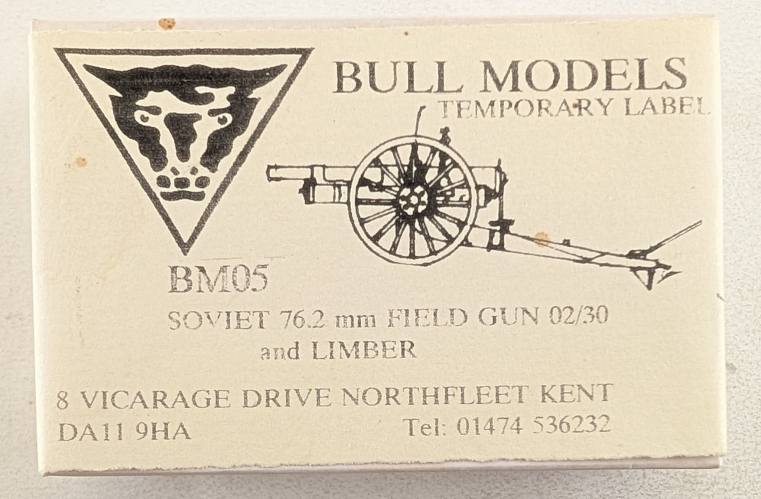 BULL MODELS
TEMPORARY LABEL
BM05
SOVIET 76.2 mm FIELD GUN 02/30
and LIMBER
8 VICARAGE DRIVE NORTHFLEET KENT
DA11 9HA Tel: 01474 536232